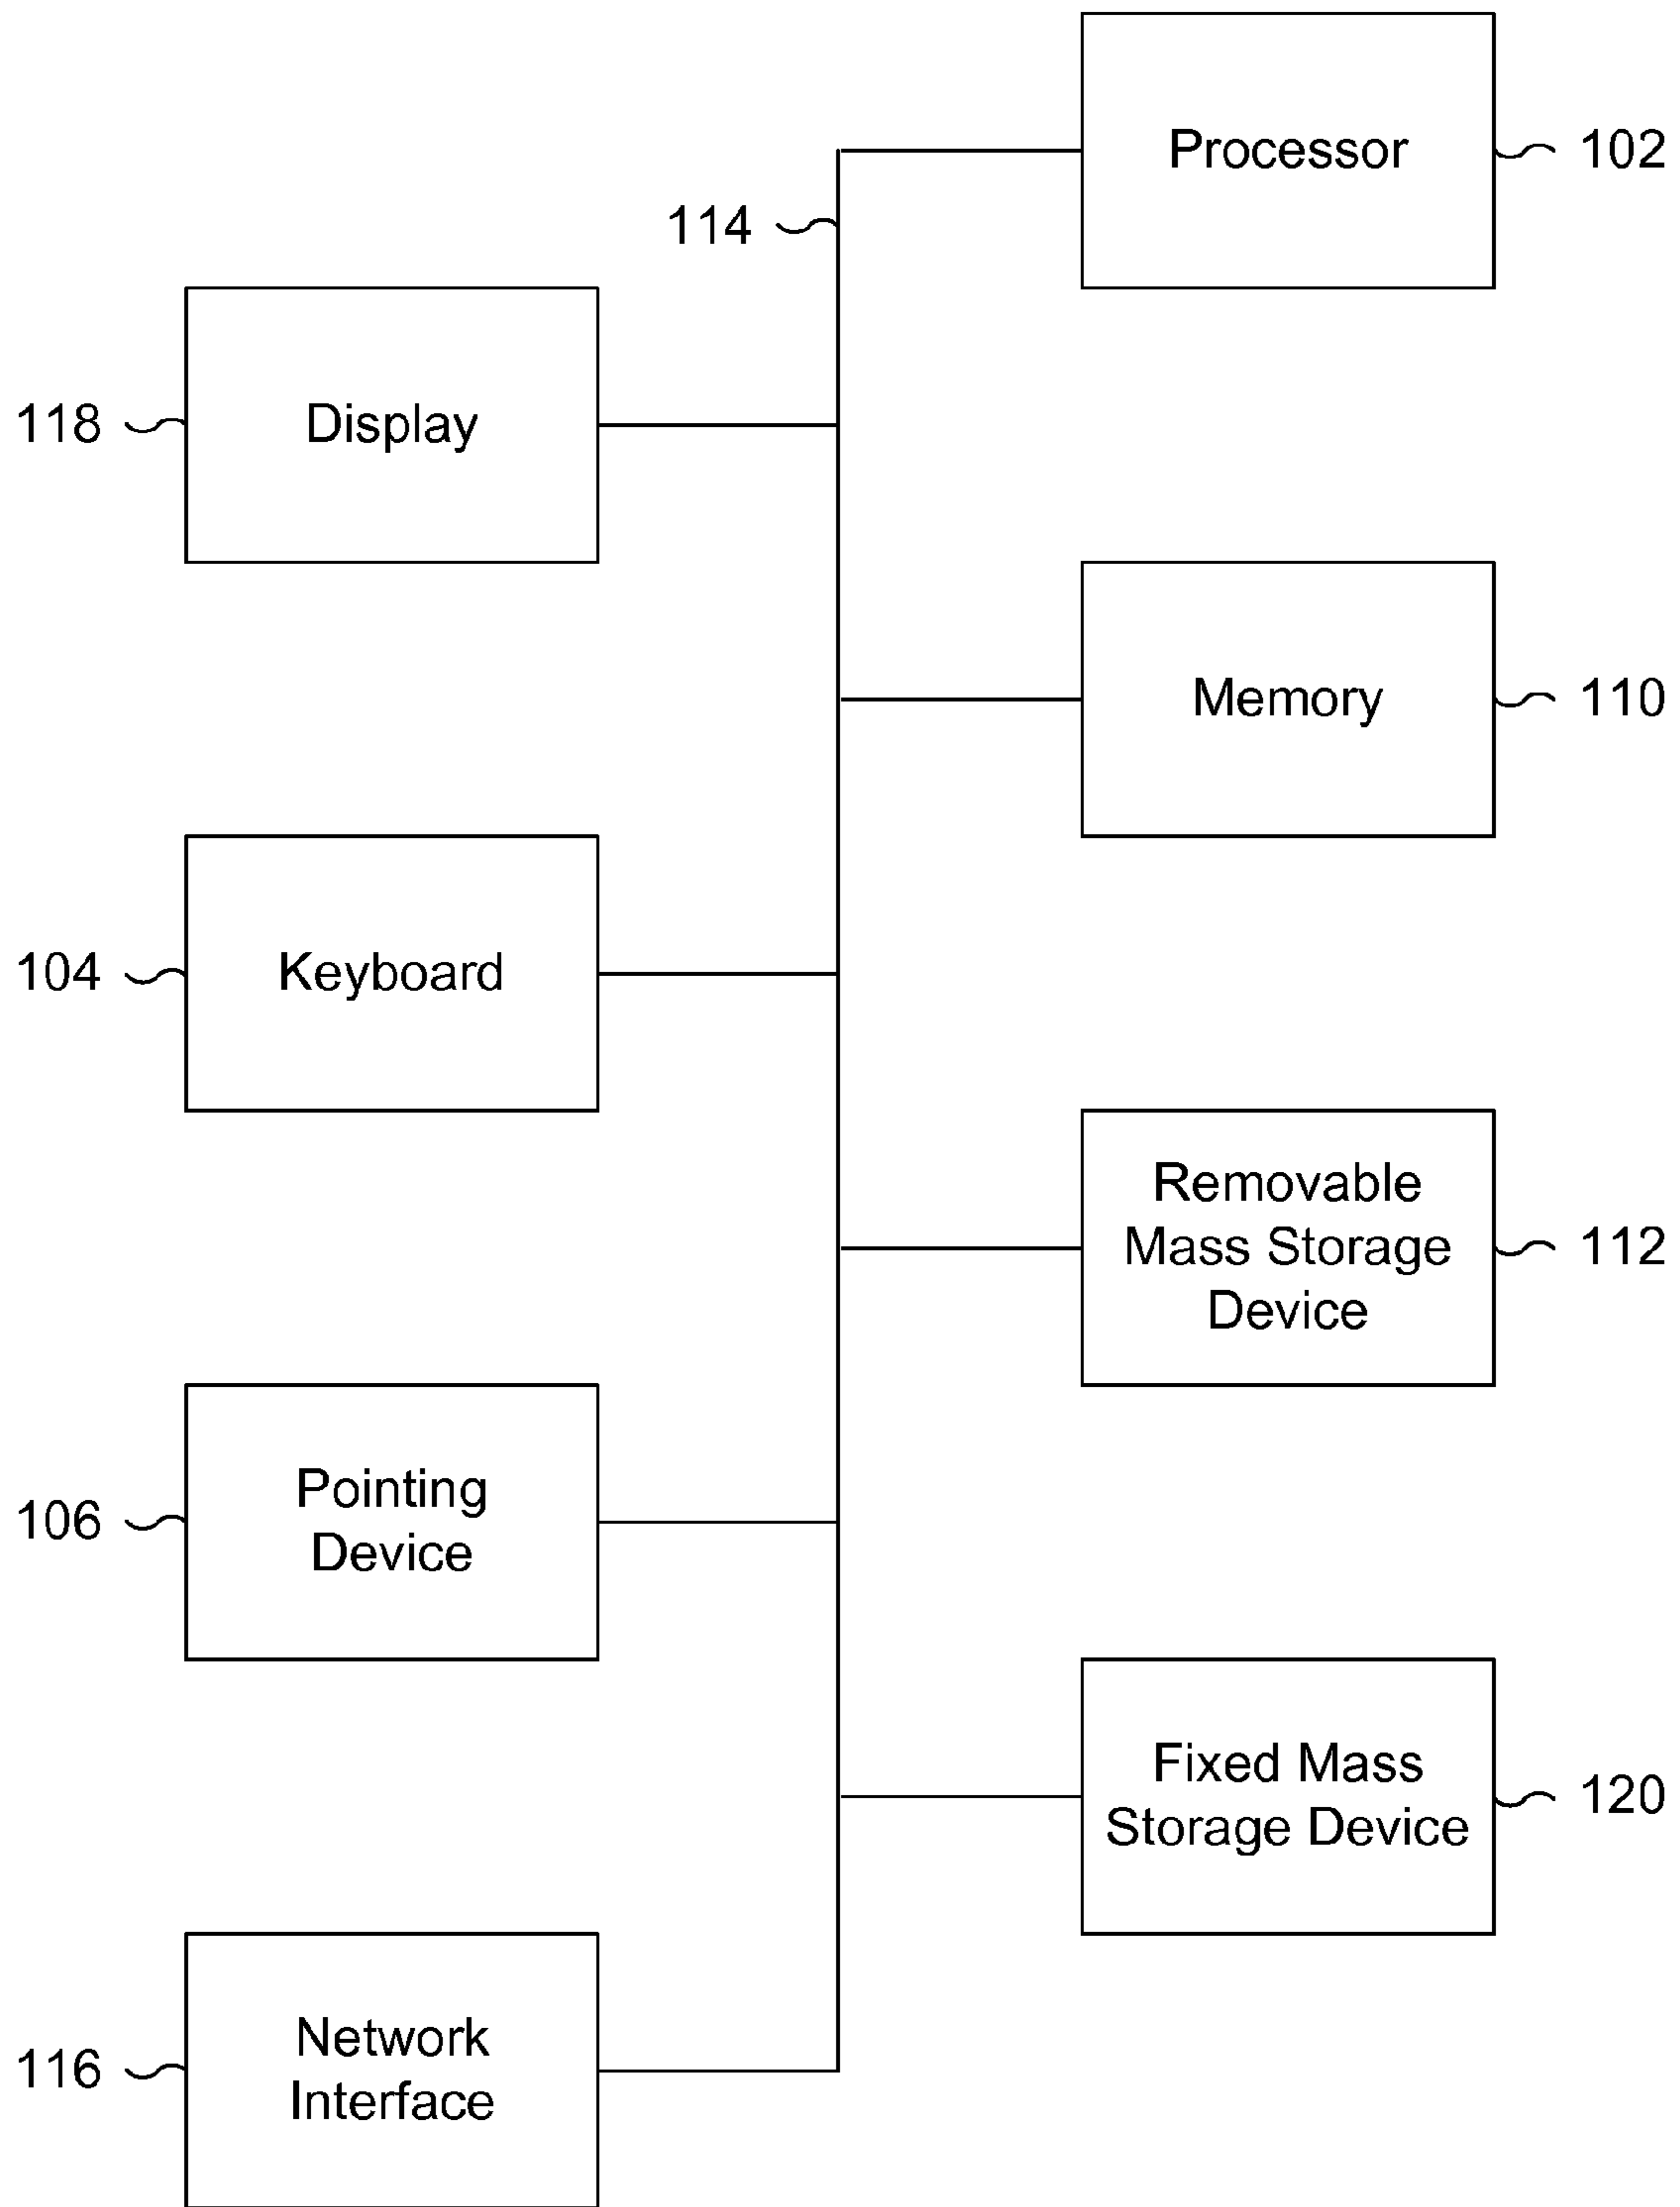 Processor
102
114
118
Display
Memory
110
104
Keyboard
Removable
Mass Storage
Device
112
106
Pointing
Device
Fixed Mass
Storage Device
120
116
Network
Interface